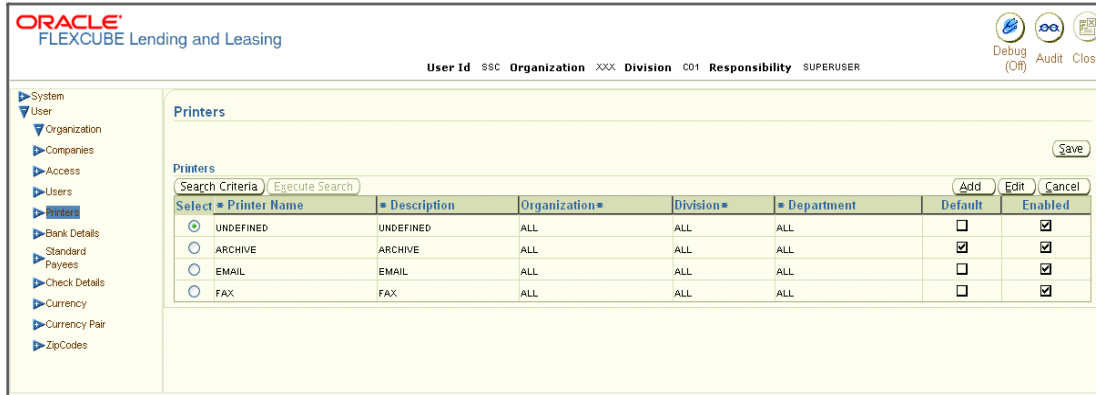 ORACLE®
FLEXCUBE Lending and Leasing
Debug (Off)
Audit
Clos
User Id SSC Organization XXX Division C01 Responsibility SUPERUSER
System
User
Organization
Companies
Access
Users
Printers
Bank Details
Standard
Payees
Check Details
Currency
Currency Pair
ZipCodes
Printers
Save
Printers
Search Criteria Execute Search Add Edit Cancel
Select * Printer Name * Description Organization* Division* * Department Default Enabled
UNDEFINED UNDEFINED ALL ALL ALL
ARCHIVE ARCHIVE ALL ALL ALL
EMAIL EMAIL ALL ALL ALL
FAX FAX ALL ALL ALL